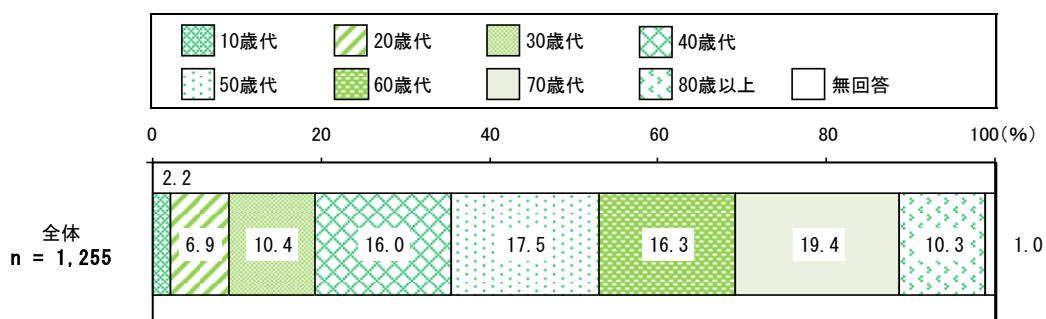 10歳代 20歳代 30歳代 40歳代
50歳代 60歳代 70歳代 80歳以上 無回答
0 20 40 60 80 100(%)
2.2
全体
n = 1,255
6.9 10.4 16.0 17.5 16.3 19.4 10.3 1.0